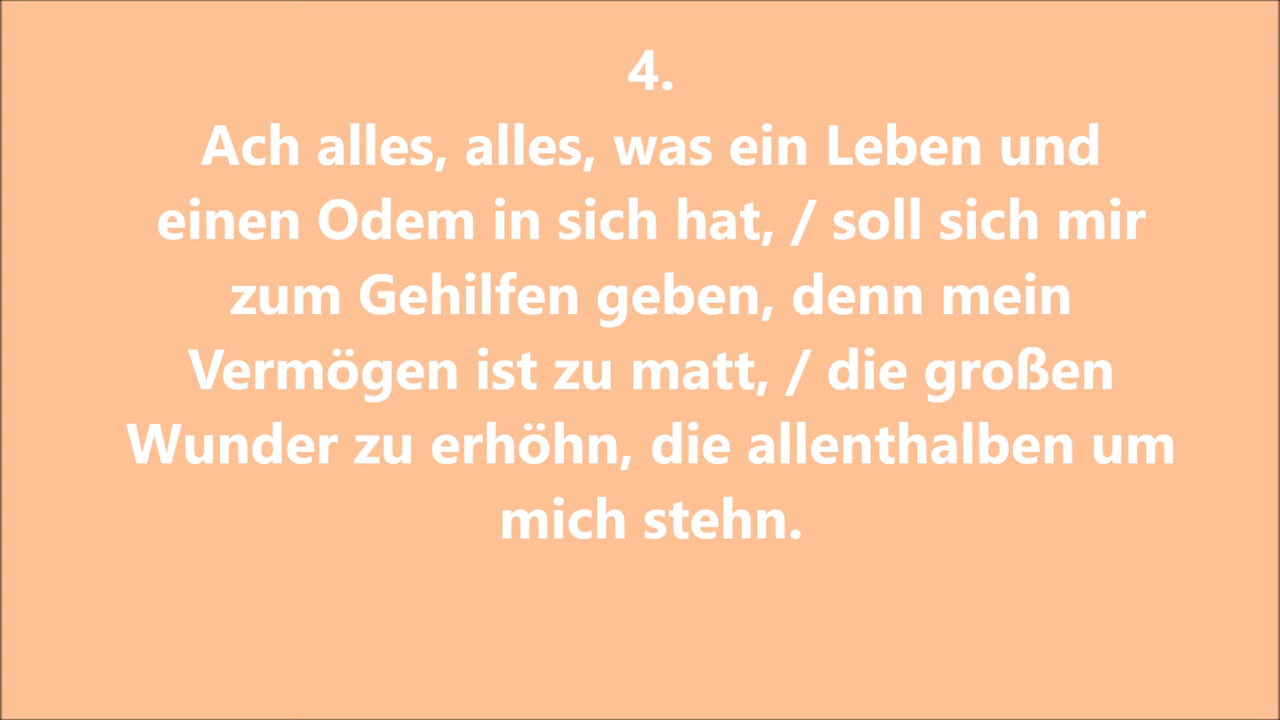 4.
Ach alles, alles, was ein Leben und
einen Odem in sich hat, / soll sich mir
zum Gehilfen geben, denn mein
Vermögen ist zu matt, / die großen
Wunder zu erhöhn, die allenthalben um
mich stehn.